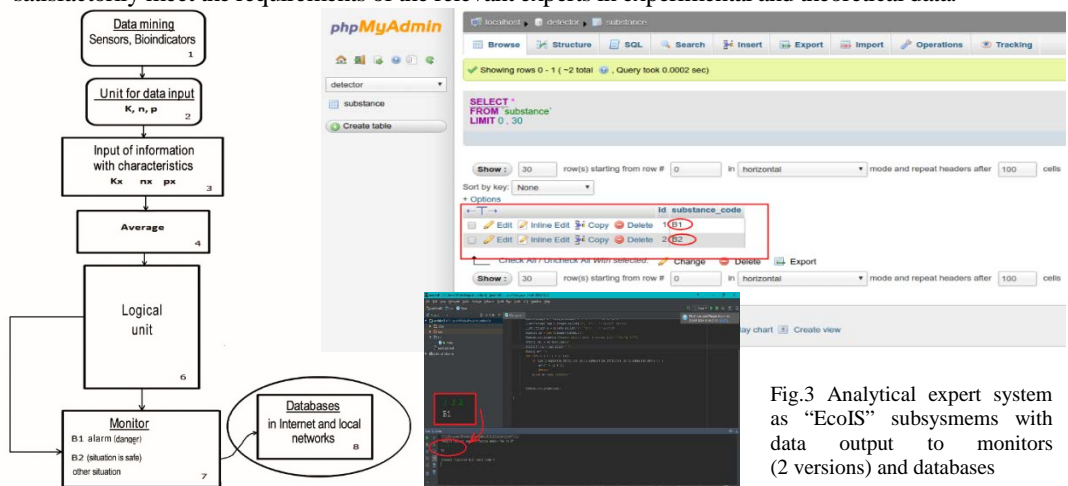 satisfactorily meet the requirements of the relevant experts in experimental and theoretical data.
Data mining
Sensors, Bioindicators
1
Unit for data input
K, n, p
2
Input of information
with characteristics
Kx nx px
3
Average
4
Logical
unit
6
Monitor
B1 alarm (danger)
B2 (situation is safe)
other situation
7
Databases
in Internet and local
networks
8
phpMyAdmin
detector
substance
Create table
localhost detector substance
Browse Structure SQL Search Insert Export Import Operations Tracking
Showing rows 0 - 1 ( ~2 total , Query took 0.0002 sec)
SELECT *
FROM `substance`
LIMIT 0 , 30
Show : 30 row(s) starting from row # 0 in horizontal mode and repeat headers after 100 cells
Sort by key: None
+ Options
←T→ id substance_code
Edit Inline Edit Copy Delete 1 B1
Edit Inline Edit Copy Delete 2 B2
Check All / Uncheck All With selected: Change Delete Export
Show : 30 row(s) starting from row # 0 in horizontal mode and repeat headers after 100 cells
lay chart Create view
B1
Fig.3 Analytical expert system
as “EcoIS” subsysmems with
data output to monitors
(2 versions) and databases